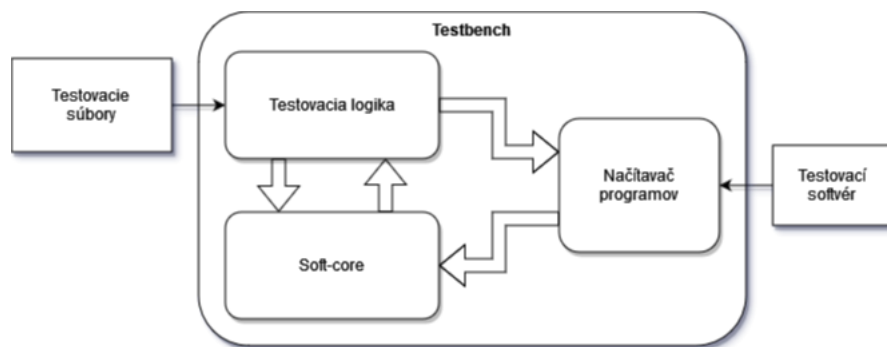 Testbench
Testovacie
súbory
Testovacia logika
Načítavač
programov
Testovací
softvér
Soft-core